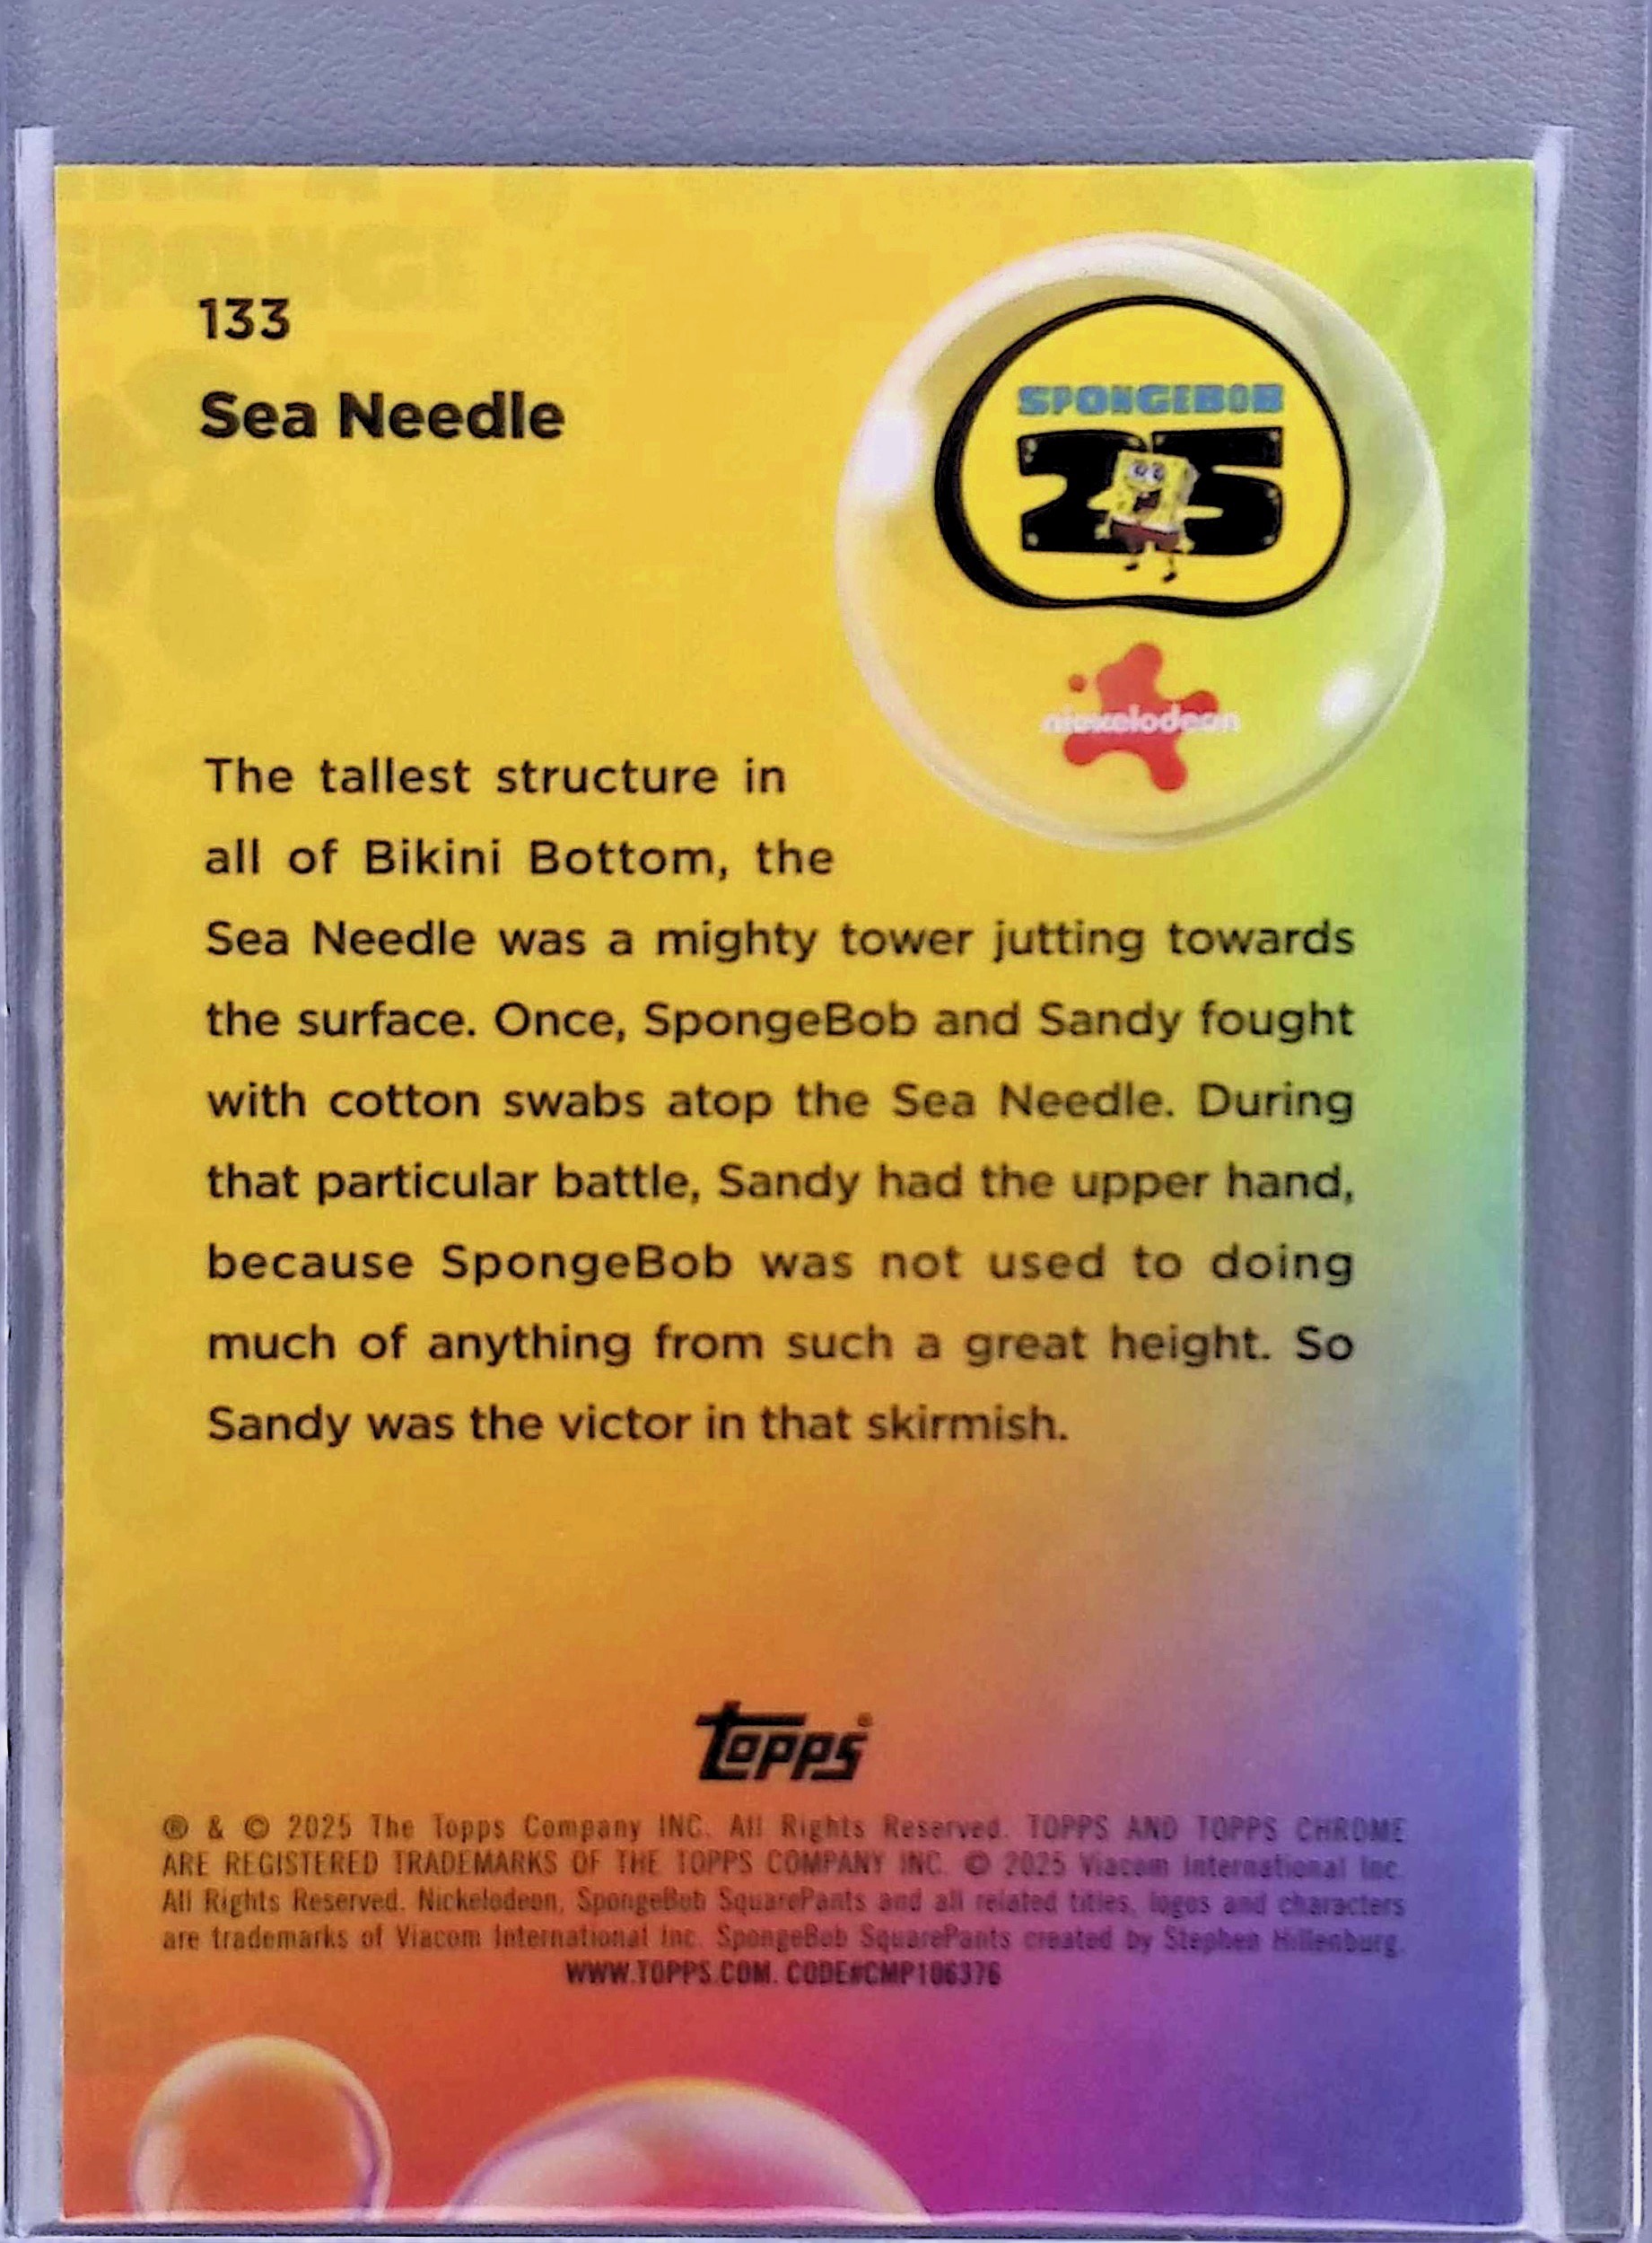 133
Sea Needle
SPONGEBOB
25
nickelodeon
The tallest structure in
all of Bikini Bottom, the
Sea Needle was a mighty tower jutting towards
the surface. Once, SpongeBob and Sandy fought
with cotton swabs atop the Sea Needle. During
that particular battle, Sandy had the upper hand,
because SpongeBob was not used to doing
much of anything from such a great height. So
Sandy was the victor in that skirmish.
topps®
® & © 2025 The Topps Company INC. All Rights Reserved. TOPPS AND TOPPS CHROME
ARE REGISTERED TRADEMARKS OF THE TOPPS COMPANY INC. © 2025 Viacom International Inc.
All Rights Reserved. Nickelodeon, SpongeBob SquarePants and all related titles, logos and characters
are trademarks of Viacom International Inc. SpongeBob SquarePants created by Stephen Hillenburg.
WWW.TOPPS.COM. CODE#CMP106376